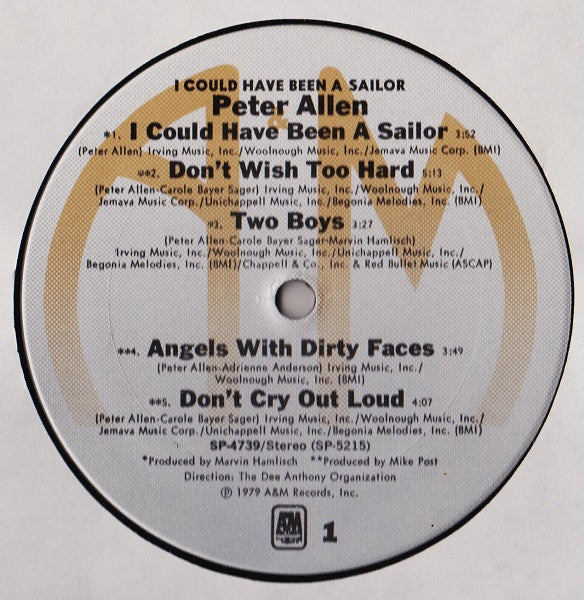 I COULD HAVE BEEN A SAILOR
Peter Allen
*1. I Could Have Been A Sailor 3:52
(Peter Allen) Irving Music, Inc./Woolnough Music, Inc./Jemava Music Corp. (BMI)
**2. Don't Wish Too Hard 5:13
(Peter Allen-Carole Bayer Sager) Irving Music, Inc./Woolnough Music, Inc./
Jemava Music Corp./Unichappell Music, Inc./Begonia Melodies, Inc. (BMI)
*3. Two Boys 3:27
(Peter Allen-Carole Bayer Sager-Marvin Hamlisch)
Irving Music, Inc./Woolnough Music, Inc./Unichappell Music, Inc./
Begonia Melodies, Inc. (BMI)/Chappell & Co., Inc. & Red Bullet Music (ASCAP)
**4. Angels With Dirty Faces 3:49
(Peter Allen-Adrienne Anderson) Irving Music, Inc./
Woolnough Music, Inc. (BMI)
**5. Don't Cry Out Loud 4:07
(Peter Allen-Carole Bayer Sager) Irving Music, Inc./Woolnough Music, Inc./
Jemava Music Corp./Unichappell Music, Inc./Begonia Melodies, Inc. (BMI)
SP-4739/Stereo (SP-5215)
*Produced by Marvin Hamlisch **Produced by Mike Post
Direction: The Dee Anthony Organization
℗ 1979 A&M Records, Inc.
A&M 1